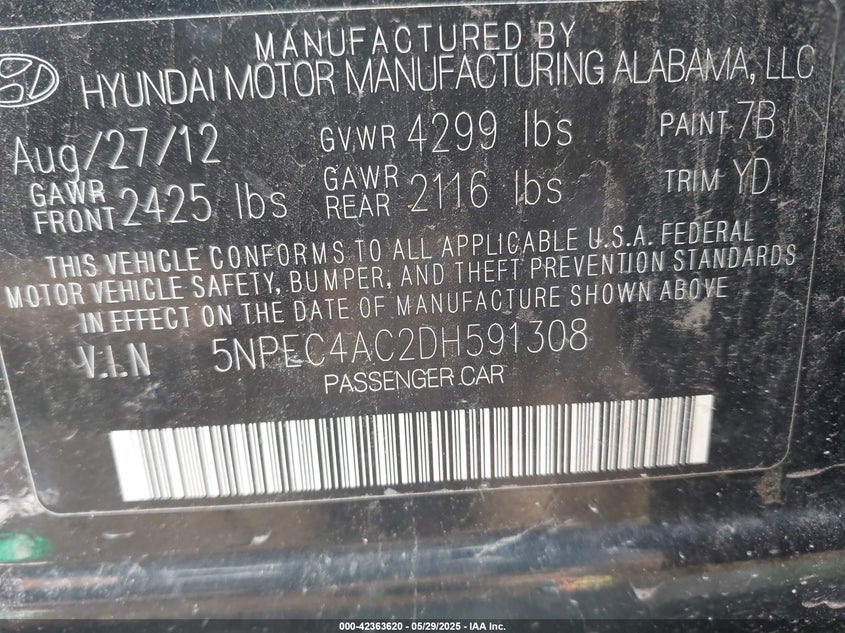 MANUFACTURED BY
HYUNDAI MOTOR MANUFACTURING ALABAMA, LLC
Aug/27/12 GVWR 4299 lbs PAINT 7B
GAWR FRONT 2425 lbs GAWR REAR 2116 lbs TRIM YD
THIS VEHICLE CONFORMS TO ALL APPLICABLE U.S.A. FEDERAL
MOTOR VEHICLE SAFETY, BUMPER, AND THEFT PREVENTION STANDARDS
IN EFFECT ON THE DATE OF MANUFACTURE SHOWN ABOVE
V.I.N 5NPEC4AC2DH591308
PASSENGER CAR
000-42363620 - 05/29/2025 - IAA Inc.